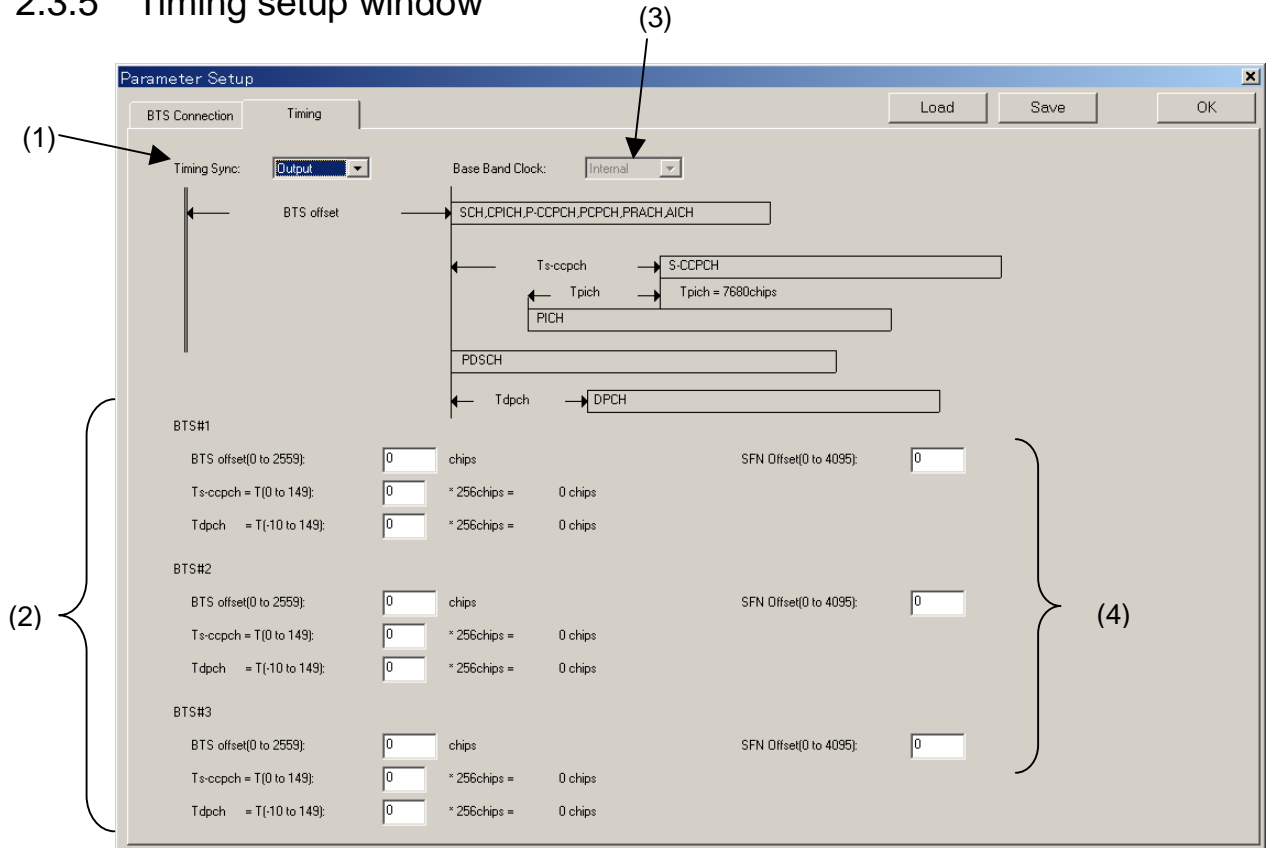 2.3.5 Timing setup window
(3)
Parameter Setup
Load Save OK
BTS Connection Timing
(1)
Timing Sync: Output Base Band Clock: Internal
BTS offset SCH,CPICH,P-CCPCH,PCPCH,PRACH,AICH
Ts-ccpch S-CCPCH
Tpich Tpich = 7680chips
PICH
PDSCH
Tdpch DPCH
BTS#1
BTS offset(0 to 2559): 0 chips SFN Offset(0 to 4095): 0
Ts-ccpch = T(0 to 149): 0 * 256chips = 0 chips
Tdpch = T(-10 to 149): 0 * 256chips = 0 chips
BTS#2
BTS offset(0 to 2559): 0 chips SFN Offset(0 to 4095): 0
(2)
(4)
Ts-ccpch = T(0 to 149): 0 * 256chips = 0 chips
Tdpch = T(-10 to 149): 0 * 256chips = 0 chips
BTS#3
BTS offset(0 to 2559): 0 chips SFN Offset(0 to 4095): 0
Ts-ccpch = T(0 to 149): 0 * 256chips = 0 chips
Tdpch = T(-10 to 149): 0 * 256chips = 0 chips